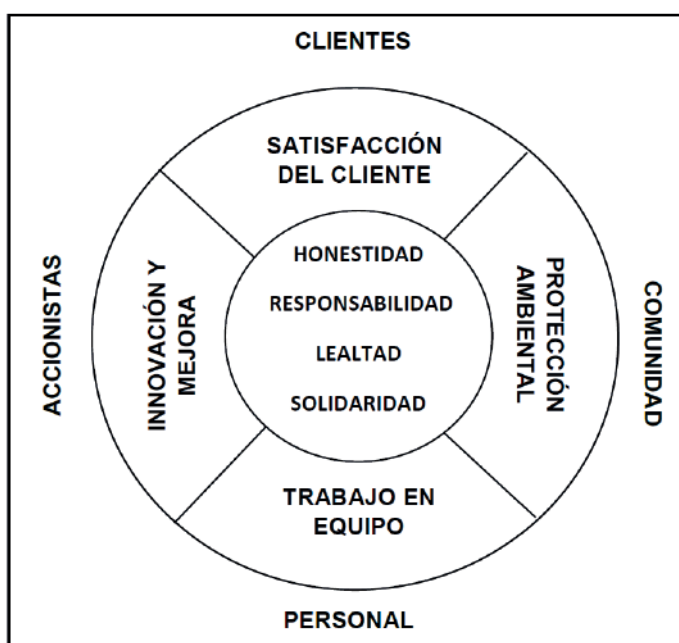 CLIENTES
SATISFACCIÓN
DEL CLIENTE
ACCIONISTAS
INNOVACIÓN Y
MEJORA
HONESTIDAD
RESPONSABILIDAD
LEALTAD
SOLIDARIDAD
PROTECCIÓN
AMBIENTAL
COMUNIDAD
TRABAJO EN
EQUIPO
PERSONAL